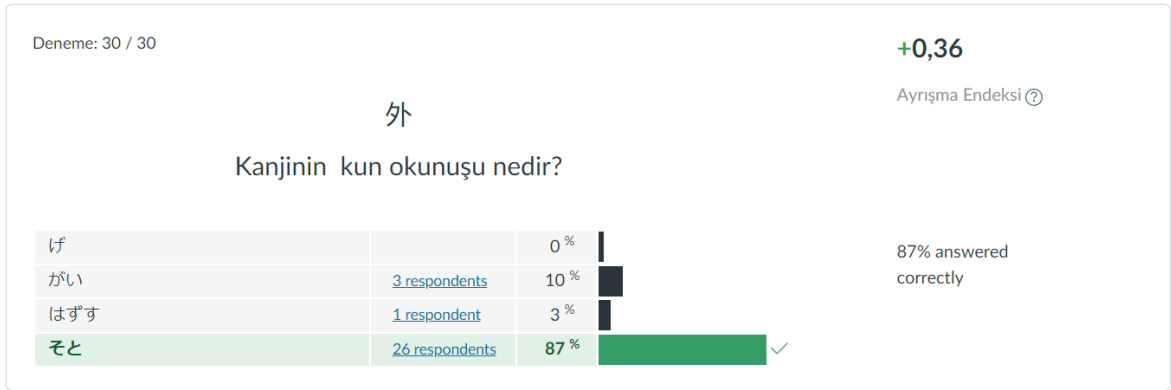 Deneme: 30 / 30
+0,36
Ayrışma Endeksi ?
外
Kanjinin kun okunuşu nedir?
げ 0 %
がい 3 respondents 10 %
はずす 1 respondent 3 %
そと 26 respondents 87 %
87% answered
correctly